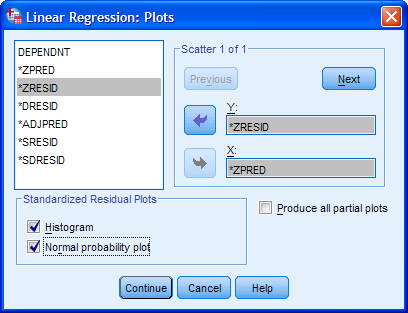 Linear Regression: Plots
DEPENDNT
*ZPRED
*ZRESID
*DRESID
*ADJPRED
*SRESID
*SDRESID
Scatter 1 of 1
Previous
Next
Y:
*ZRESID
X:
*ZPRED
Standardized Residual Plots
Histogram
Normal probability plot
Produce all partial plots
Continue
Cancel
Help